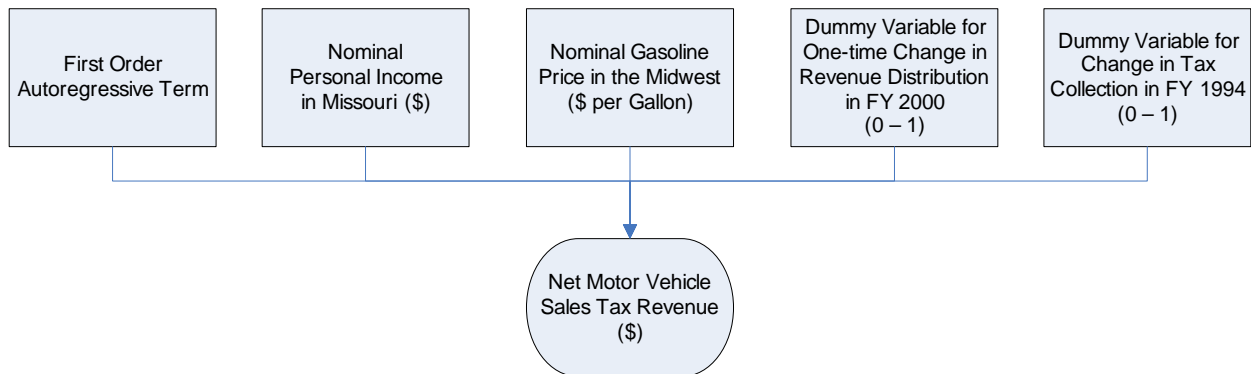 First Order
Autoregressive Term
Nominal
Personal Income
in Missouri ($)
Nominal Gasoline
Price in the Midwest
($ per Gallon)
Dummy Variable for
One-time Change in
Revenue Distribution
in FY 2000
(0 – 1)
Dummy Variable for
Change in Tax
Collection in FY 1994
(0 – 1)
Net Motor Vehicle
Sales Tax Revenue
($)